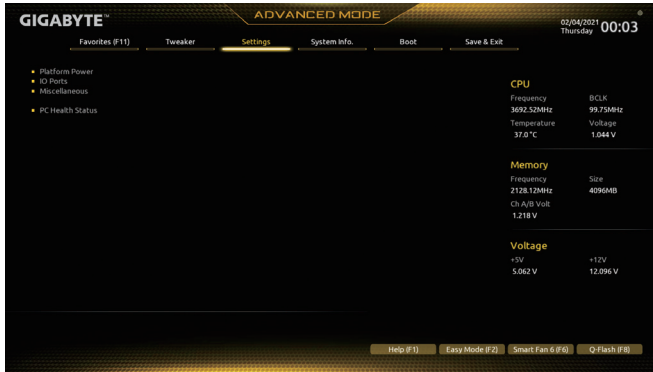 GIGABYTE™
ADVANCED MODE
02/04/2021
Thursday
00:03
Favorites (F11) Tweaker Settings System Info. Boot Save & Exit
Platform Power
IO Ports
Miscellaneous
PC Health Status
CPU
Frequency BCLK
3692.52MHz 99.75MHz
Temperature Voltage
37.0 °C 1.044 V
Memory
Frequency Size
2128.12MHz 4096MB
Ch A/B Volt
1.218 V
Voltage
+5V +12V
5.062 V 12.096 V
Help (F1) Easy Mode (F2) Smart Fan 6 (F6) Q-Flash (F8)